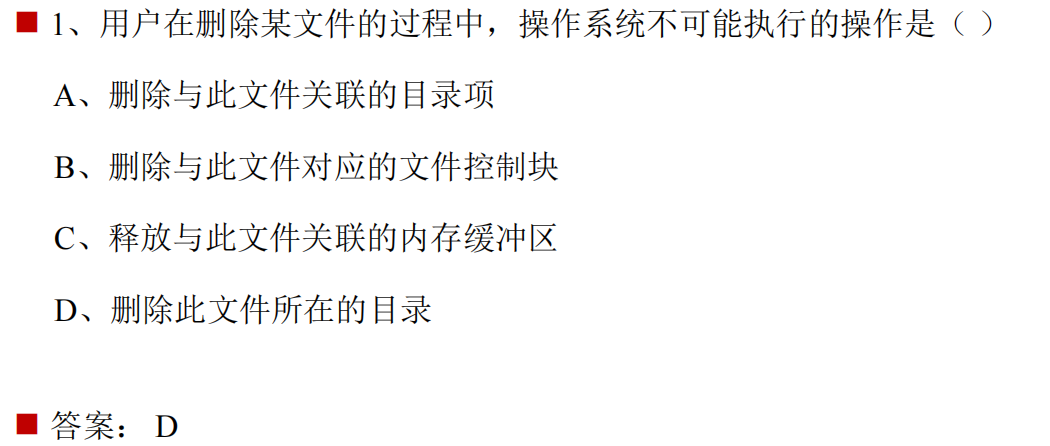 ■ 1、用户在删除某文件的过程中，操作系统不可能执行的操作是（ ）
A、删除与此文件关联的目录项
B、删除与此文件对应的文件控制块
C、释放与此文件关联的内存缓冲区
D、删除此文件所在的目录
■ 答案： D